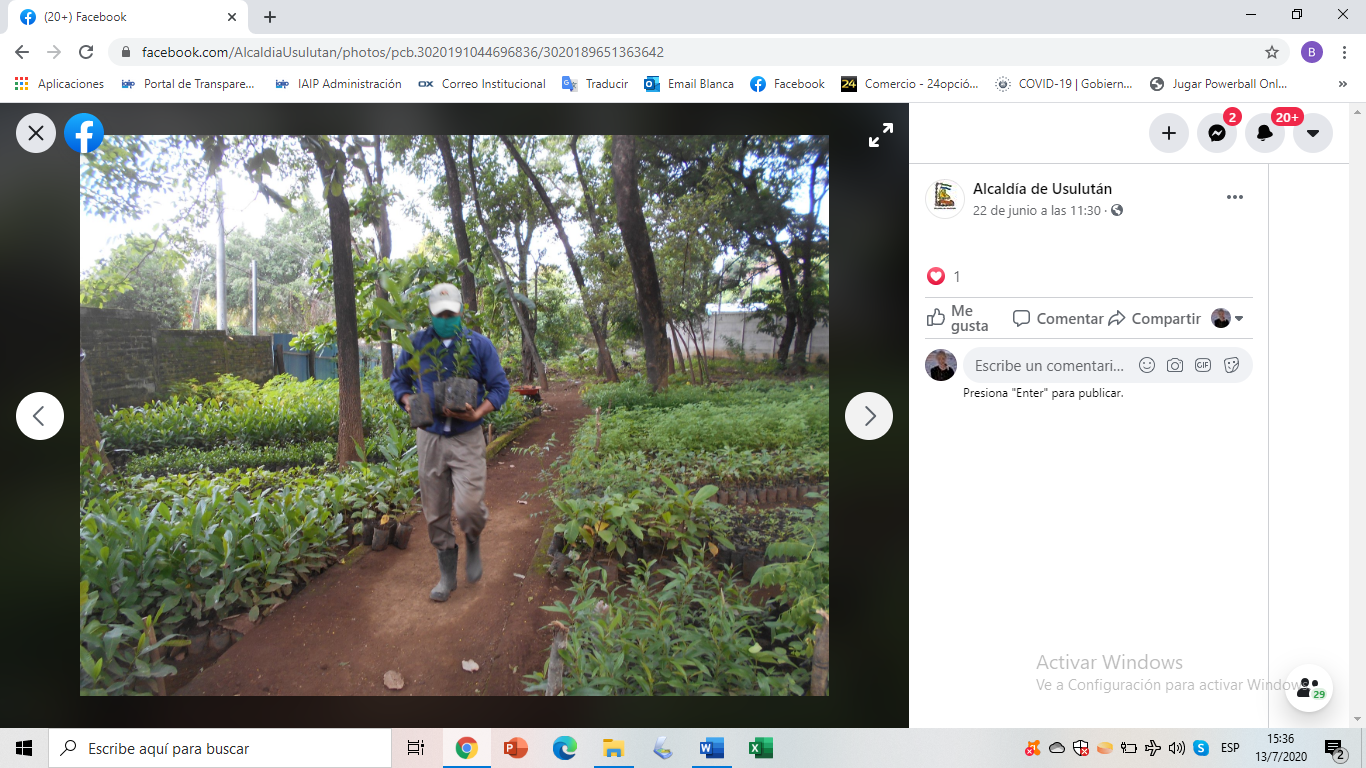 (20+) Facebook
facebook.com/AlcaldiaUsulutan/photos/pcb.3020191044696836/3020189651363642
B
Aplicaciones
Portal de Transpare...
IAIP Administración
Correo Institucional
Traducir
Email Blanca
Facebook
24 Comercio - 24opció...
COVID-19 | Gobiern...
Jugar Powerball Onl...
2
20+
Alcaldía de Usulután
22 de junio a las 11:30
1
Me gusta
Comentar
Compartir
Escribe un comentari...
GIF
Presiona "Enter" para publicar.
Activar Windows
Ve a Configuración para activar Windows
29
Escribe aquí para buscar
ESP
15:36
13/7/2020
2